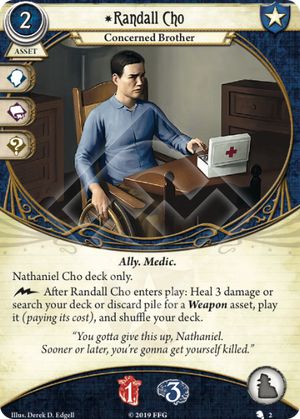 2
Randall Cho
Concerned Brother
ASSET
?
Ally. Medic.
Nathaniel Cho deck only.
After Randall Cho enters play: Heal 3 damage or
search your deck or discard pile for a Weapon asset, play
it (paying its cost), and shuffle your deck.
"You gotta give this up, Nathaniel.
Sooner or later, you're gonna get yourself killed."
1
3
Illus. Derek D. Edgell
© 2019 FFG
2